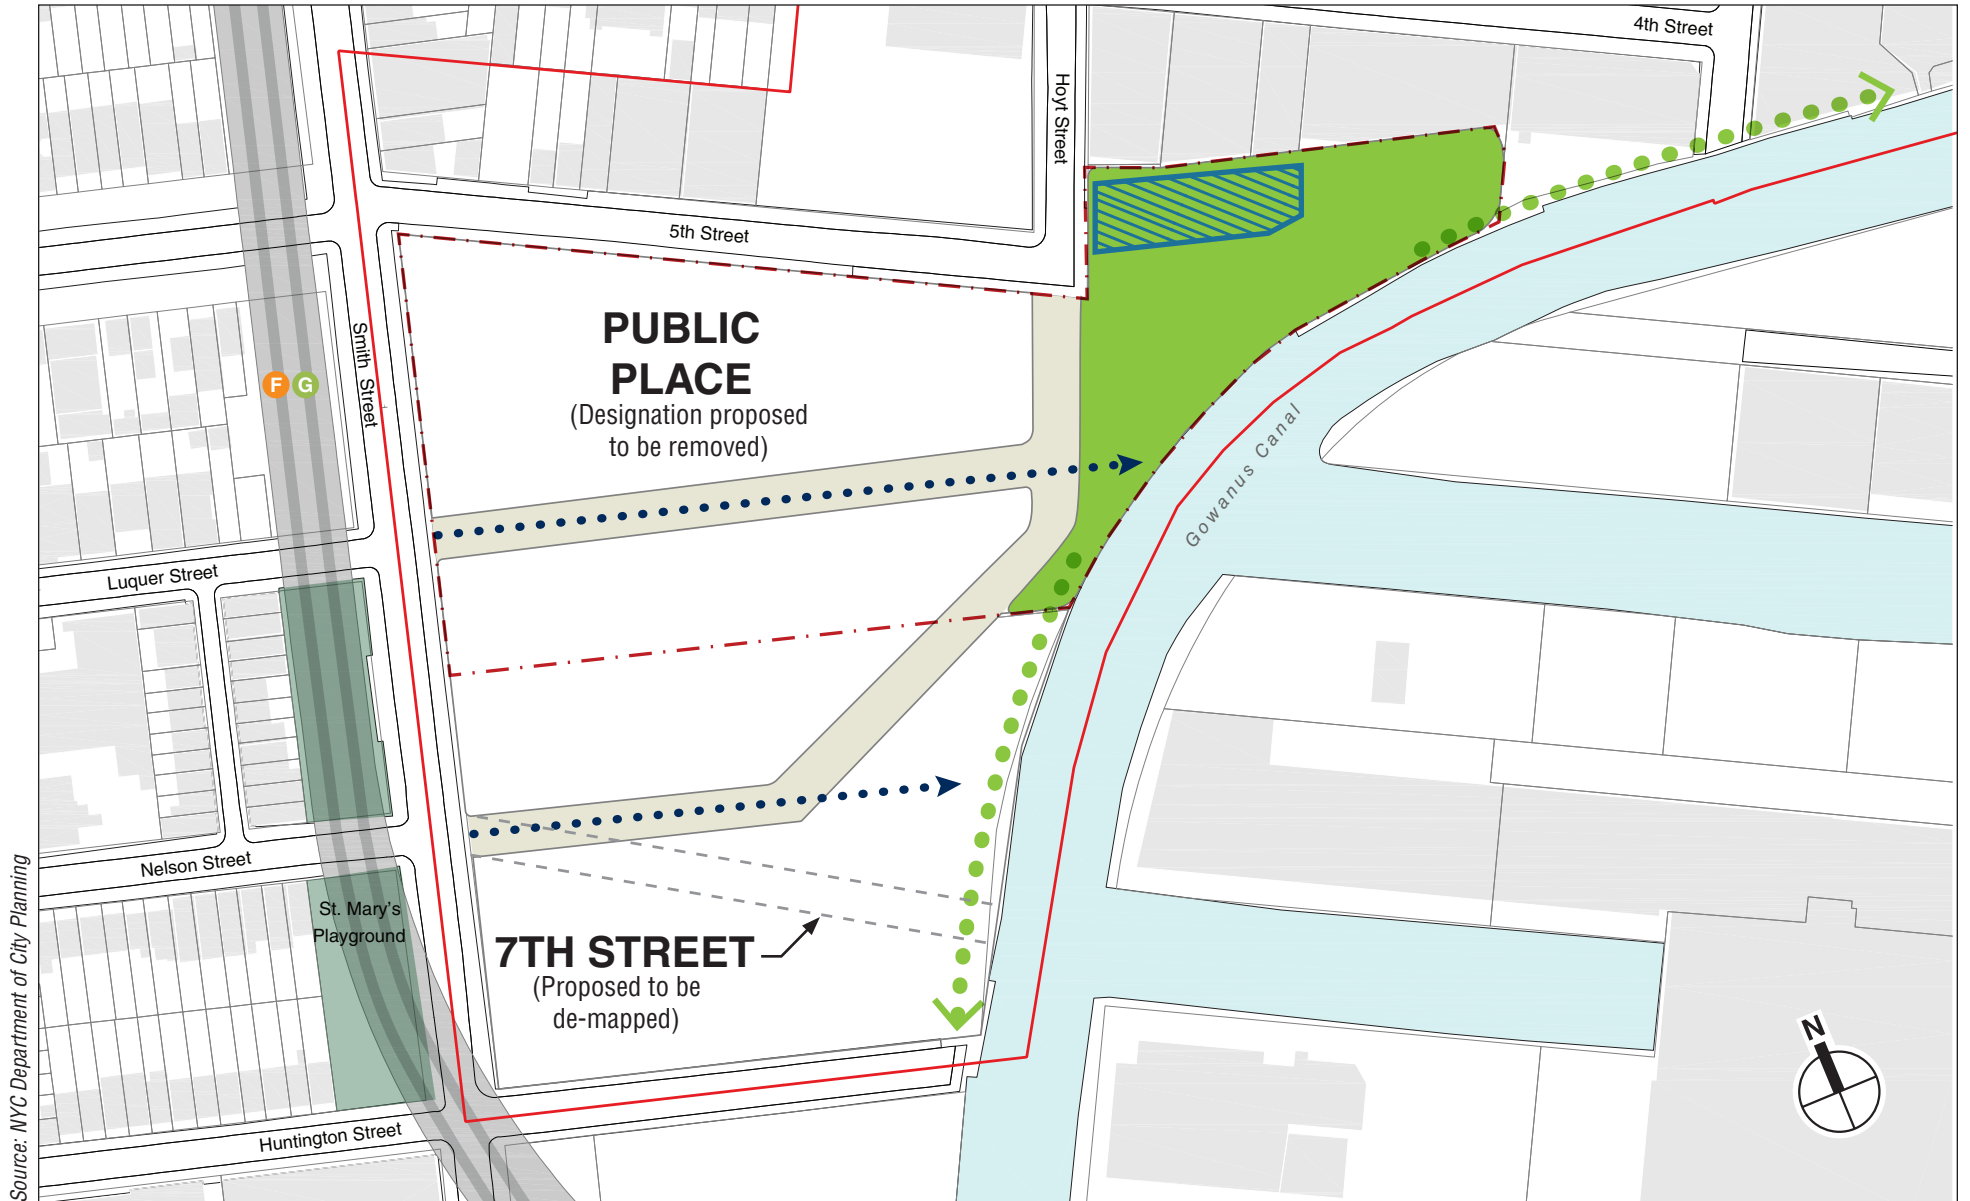 4th Street
Hoyt Street
5th Street
PUBLIC
PLACE
(Designation proposed
to be removed)
Smith Street
F G
Gowanus Canal
Luquer Street
Nelson Street
St. Mary's
Playground
7TH STREET
(Proposed to be
de-mapped)
Huntington Street
N
Source: NYC Department of City Planning